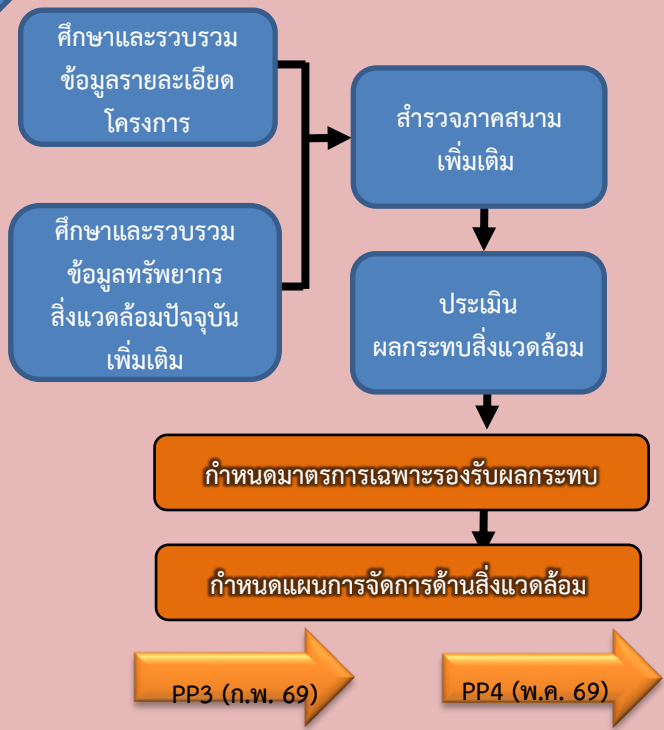 ศึกษาและรวบรวม
ข้อมูลรายละเอียด
โครงการ
สำรวจภาคสนาม
เพิ่มเติม
ศึกษาและรวบรวม
ข้อมูลทรัพยากร
สิ่งแวดล้อมปัจจุบัน
เพิ่มเติม
ประเมิน
ผลกระทบสิ่งแวดล้อม
กำหนดมาตรการเฉพาะรองรับผลกระทบ
กำหนดแผนการจัดการด้านสิ่งแวดล้อม
PP3 (ก.พ. 69)
PP4 (พ.ค. 69)